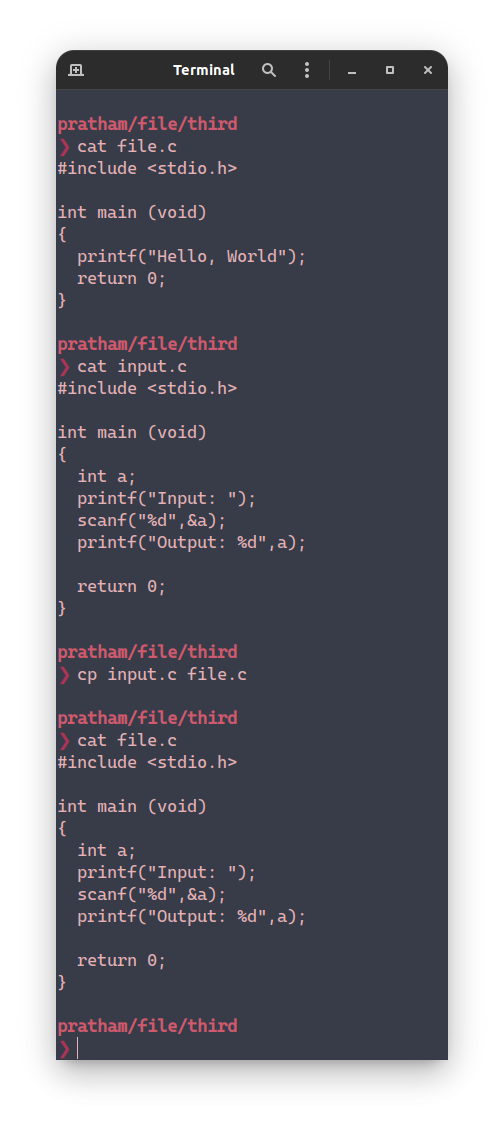 Terminal
pratham/file/third
❯ cat file.c
#include <stdio.h>
int main (void)
{
  printf("Hello, World");
  return 0;
}
pratham/file/third
❯ cat input.c
#include <stdio.h>
int main (void)
{
  int a;
  printf("Input: ");
  scanf("%d",&a);
  printf("Output: %d",a);
  return 0;
}
pratham/file/third
❯ cp input.c file.c
pratham/file/third
❯ cat file.c
#include <stdio.h>
int main (void)
{
  int a;
  printf("Input: ");
  scanf("%d",&a);
  printf("Output: %d",a);
  return 0;
}
pratham/file/third
❯